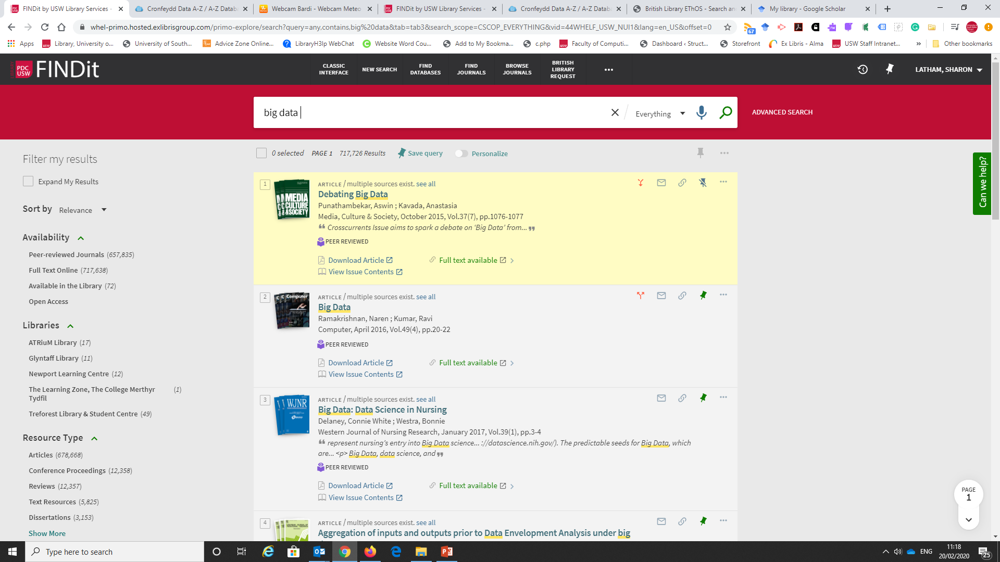 FINDit by USW Library Services -
Cronfeydd Data A-Z / A-Z Datab
Webcam Bardi - Webcam Meteo
FINDit by USW Library Services -
Cronfeydd Data A-Z / A-Z Datab
British Library EThOS - Search an
My library - Google Scholar
whel-primo.hosted.exlibrisgroup.com/primo-explore/search?query=any,contains,big%20data&tab=tab3&search_scope=CSCOP_EVERYTHING&vid=44WHELF_USW_NUI1&lang=en_US&offset=0
67
Apps
Library, University o...
University of South...
Advice Zone Online...
LibraryH3lp WebChat
Website Word Cou...
Add to My Bookma...
c.php
Faculty of Computi...
Dashboard ‹ Struct...
Storefront
Ex Libris - Alma
USW Staff Intranet...
»
Other bookmarks
LIBRARY
PDC
USW
FINDit
CLASSIC INTERFACE
NEW SEARCH
FIND DATABASES
FIND JOURNALS
BROWSE JOURNALS
BRITISH LIBRARY REQUEST
LATHAM, SHARON
big data
Everything
ADVANCED SEARCH
Can we help?
Filter my results
Expand My Results
Sort by Relevance
Availability
Peer-reviewed Journals (657,835)
Full Text Online (717,638)
Available in the Library (72)
Open Access
Libraries
ATRiuM Library (17)
Glyntaff Library (11)
Newport Learning Centre (12)
The Learning Zone, The College Merthyr (1)
Tydfil
Treforest Library & Student Centre (49)
Resource Type
Articles (678,668)
Conference Proceedings (12,358)
Reviews (12,357)
Text Resources (5,825)
Dissertations (3,153)
Show More
0 selected PAGE 1 717,726 Results Save query Personalize
1
MEDIA
CULTURE
&SOCIETY
ARTICLE / multiple sources exist. see all
Debating Big Data
Punathambekar, Aswin ; Kavada, Anastasia
Media, Culture & Society, October 2015, Vol.37(7), pp.1076-1077
❝ Crosscurrents Issue aims to spark a debate on ‘Big Data’ from... ❞
PEER REVIEWED
Download Article Full text available
View Issue Contents
2
Computer
ARTICLE / multiple sources exist. see all
Big Data
Ramakrishnan, Naren ; Kumar, Ravi
Computer, April 2016, Vol.49(4), pp.20-22
PEER REVIEWED
Download Article Full text available
View Issue Contents
3
WJNR
ARTICLE / multiple sources exist. see all
Big Data: Data Science in Nursing
Delaney, Connie White ; Westra, Bonnie
Western Journal of Nursing Research, January 2017, Vol.39(1), pp.3-4
❝ represent nursing’s entry into Big Data science... ://datascience.nih.gov/). The predictable seeds for Big Data, which
are... <p> Big Data, data science, and ❞
PEER REVIEWED
Download Article Full text available
View Issue Contents
4
ARTICLE / multiple sources exist. see all
Aggregation of inputs and outputs prior to Data Envelopment Analysis under big
PAGE
1
Type here to search
ENG
11:18
20/02/2020
25